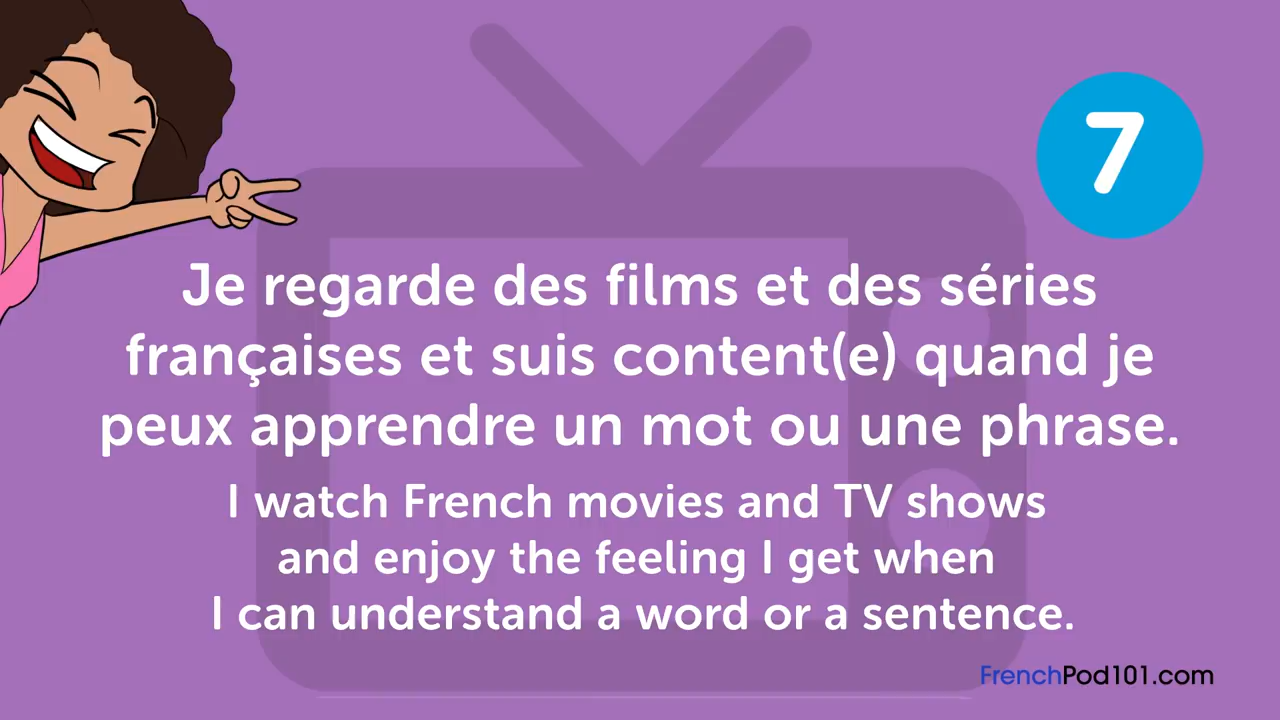 7
Je regarde des films et des séries
françaises et suis content(e) quand je
peux apprendre un mot ou une phrase.
I watch French movies and TV shows
and enjoy the feeling I get when
I can understand a word or a sentence.
FrenchPod101.com